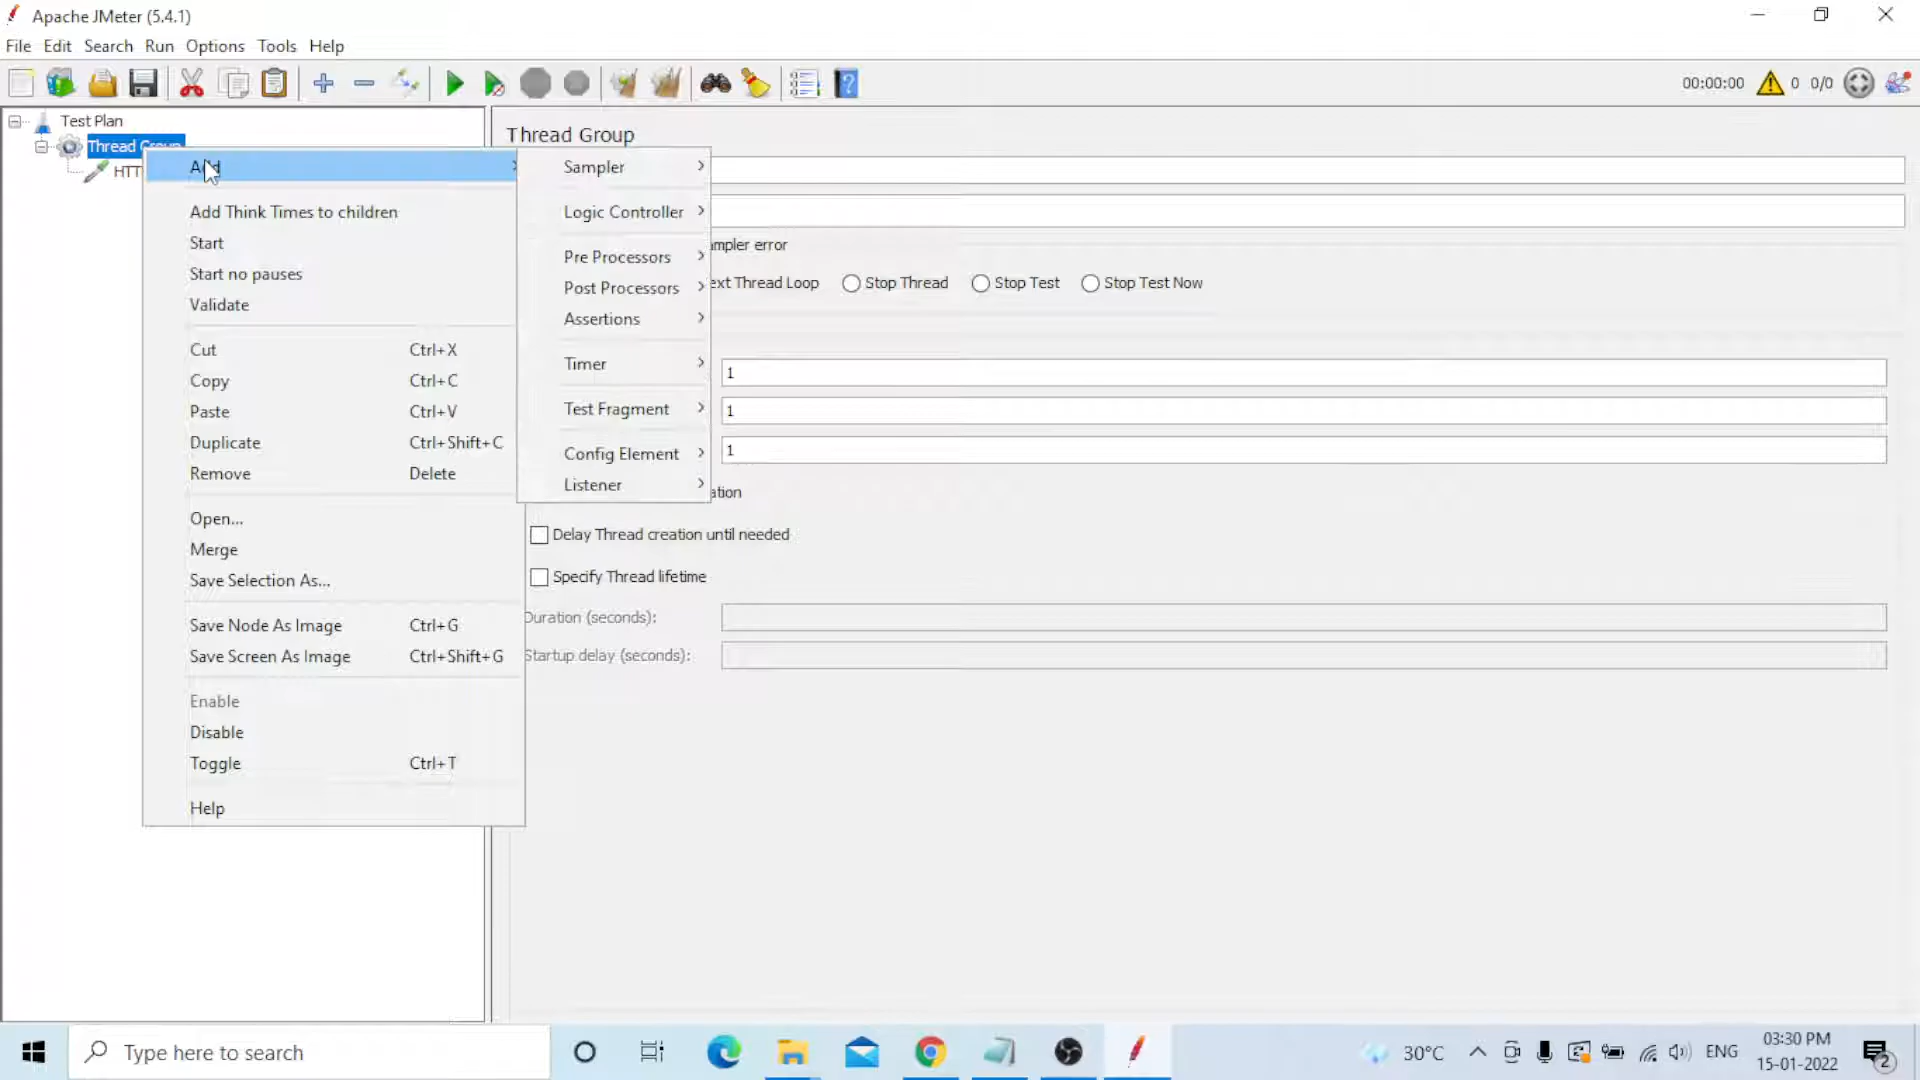 Apache JMeter (5.4.1)
File Edit Search Run Options Tools Help
00:00:00 0 0/0
Test Plan
Thread Group
HTT
Add
Add Think Times to children
Start
Start no pauses
Validate
Cut Ctrl+X
Copy Ctrl+C
Paste Ctrl+V
Duplicate Ctrl+Shift+C
Remove Delete
Open...
Merge
Save Selection As...
Save Node As Image Ctrl+G
Save Screen As Image Ctrl+Shift+G
Enable
Disable
Toggle Ctrl+T
Help
Sampler
Logic Controller
Pre Processors
Post Processors
Assertions
Timer
Test Fragment
Config Element
Listener
Thread Group
mpler error
ext Thread Loop Stop Thread Stop Test Stop Test Now
1
1
1
ation
Delay Thread creation until needed
Specify Thread lifetime
Duration (seconds):
Startup delay (seconds):
Type here to search
30°C
ENG
03:30 PM
15-01-2022
2